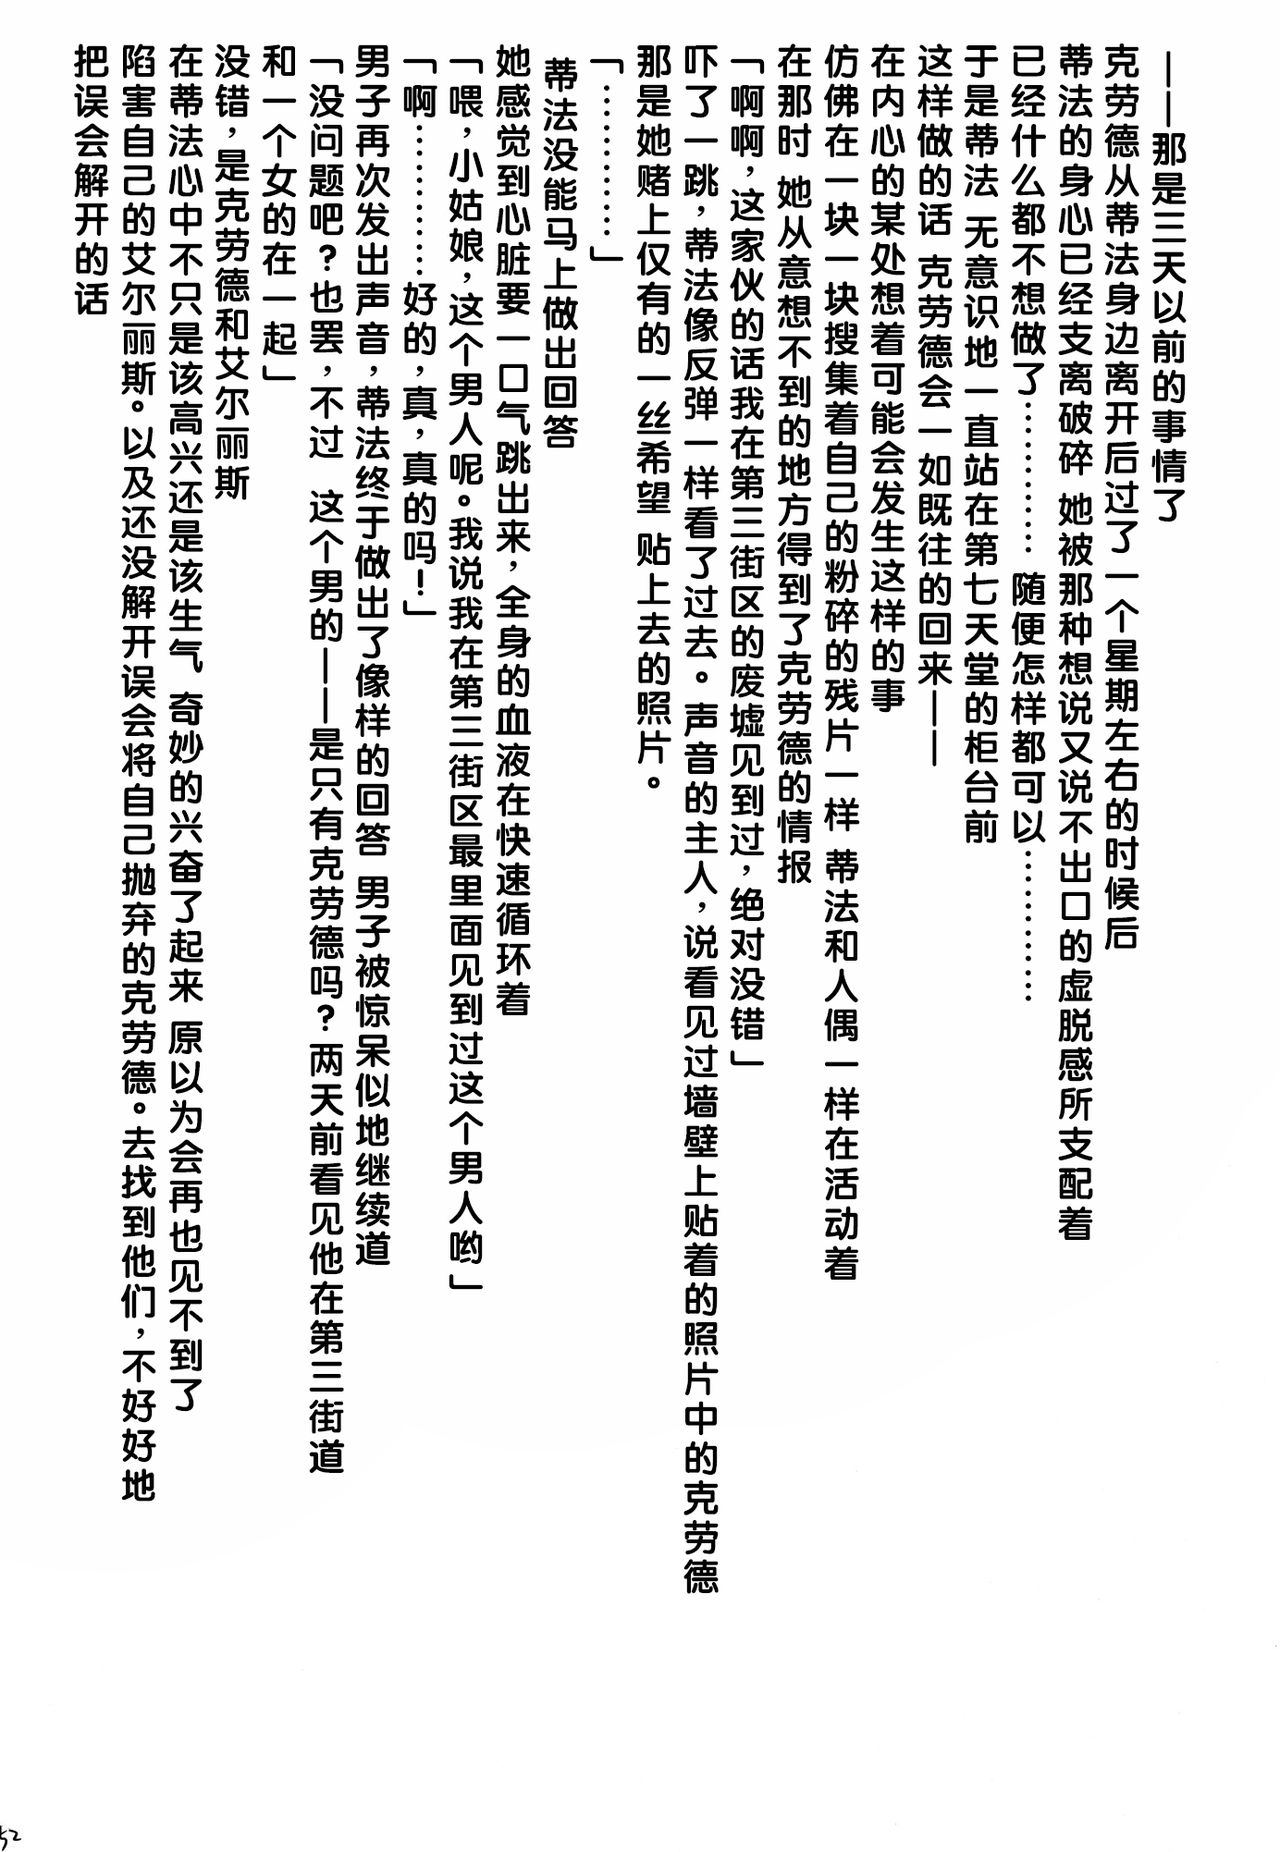 ——那是三天以前的事情了
克劳德从蒂法身边离开后过了一个星期左右的时候后
蒂法的身心已经支离破碎 她被那种想说又说不出口的虚脱感所支配着
已经什么都不想做了………… 随便怎样都可以…………
于是蒂法 无意识地一直站在第七天堂的柜台前
这样做的话 克劳德会一如既往的回来——
在内心的某处想着可能会发生这样的事
仿佛在一块一块搜集着自己的粉碎的残片一样 蒂法和人偶一样在活动着
在那时 她从意想不到的地方得到了克劳德的情报
「啊啊，这家伙的话我在第三街区的废墟见到过，绝对没错」
吓了一跳，蒂法像反弹一样看了过去。声音的主人，说看见过墙壁上贴着的照片中的克劳德
那是她赌上仅有的一丝希望 贴上去的照片。
「…………」
蒂法没能马上做出回答
她感觉到心脏要一口气跳出来，全身的血液在快速循环着
「喂，小姑娘，这个男人呢。我说我在第三街区最里面见到过这个男人哟」
「啊…………好的，真，真的吗！」
男子再次发出声音，蒂法终于做出了像样的回答 男子被惊呆似地继续道
「没问题吧？也罢，不过 这个男的——是只有克劳德吗？两天前看见他在第三街道
和一个女的在一起」
没错，是克劳德和艾尔丽斯
在蒂法心中不只是该高兴还是该生气 奇妙的兴奋了起来 原以为会再也见不到了
陷害自己的艾尔丽斯。以及还没解开误会将自己抛弃的克劳德。去找到他们，不好好地
把误会解开的话
52